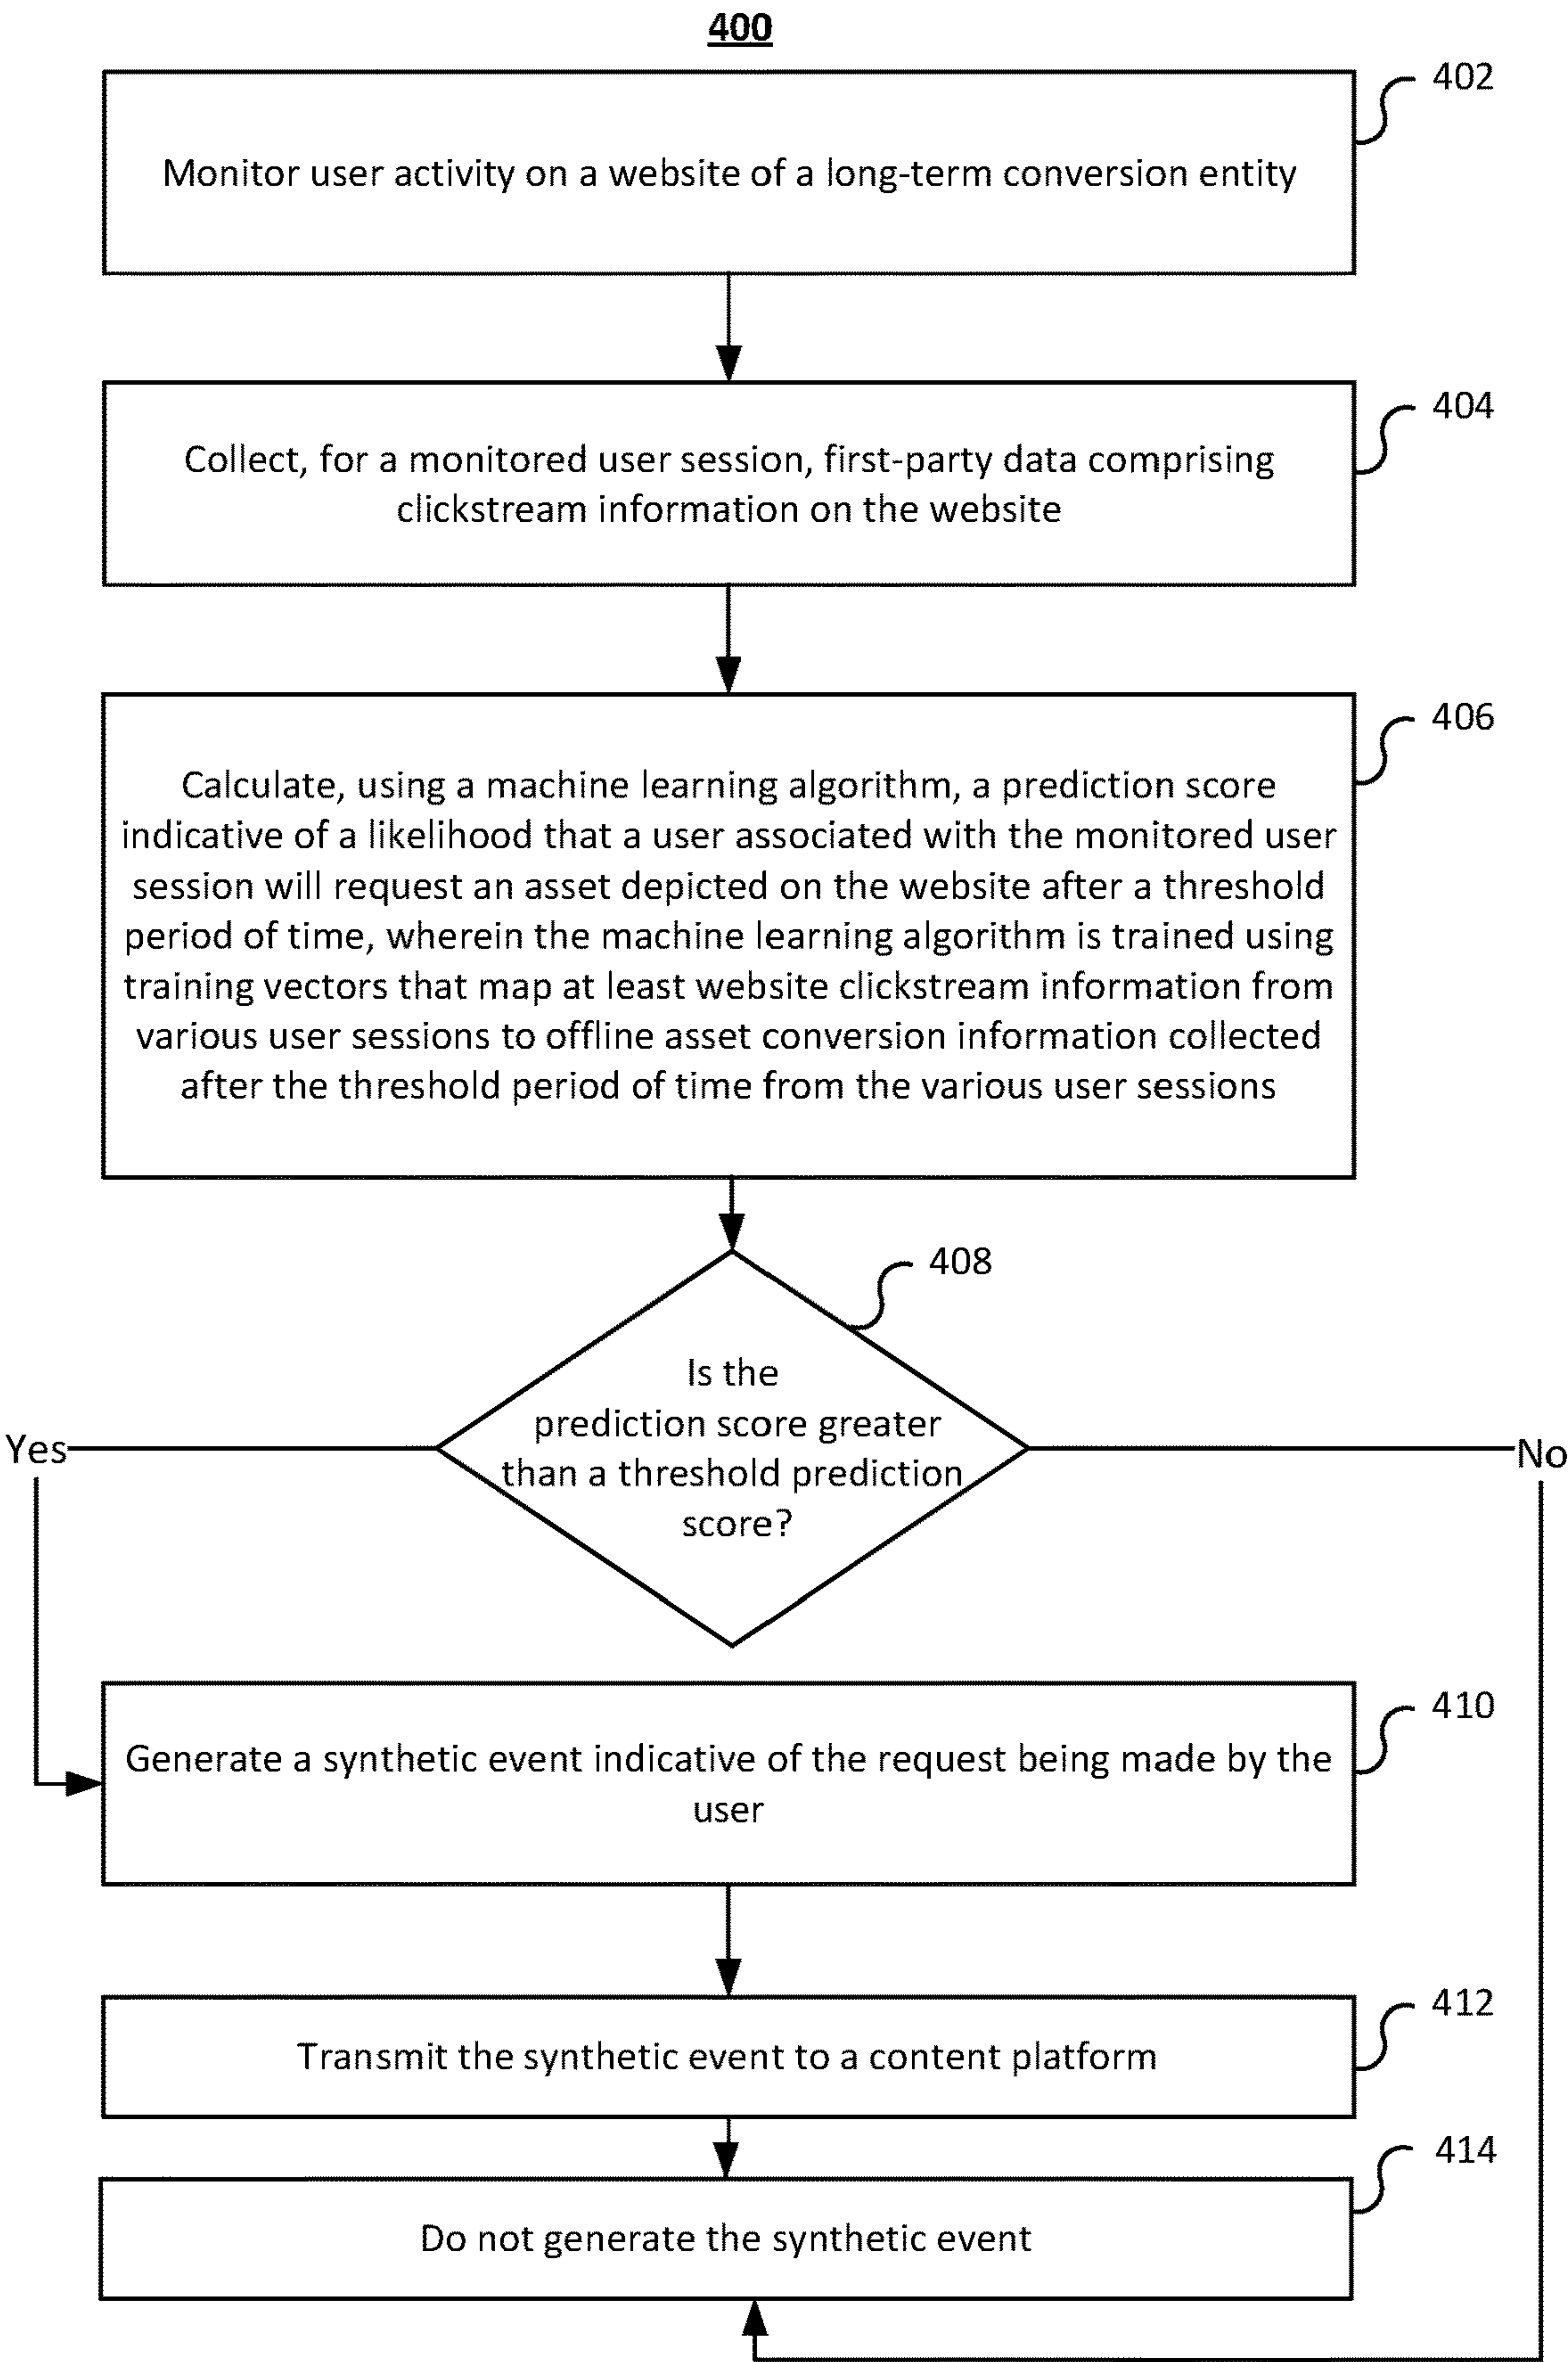 400
402
Monitor user activity on a website of a long-term conversion entity
404
Collect, for a monitored user session, first-party data comprising
clickstream information on the website
406
Calculate, using a machine learning algorithm, a prediction score
indicative of a likelihood that a user associated with the monitored user
session will request an asset depicted on the website after a threshold
period of time, wherein the machine learning algorithm is trained using
training vectors that map at least website clickstream information from
various user sessions to offline asset conversion information collected
after the threshold period of time from the various user sessions
408
Is the
prediction score greater
than a threshold prediction
score?
Yes
No
410
Generate a synthetic event indicative of the request being made by the
user
412
Transmit the synthetic event to a content platform
414
Do not generate the synthetic event